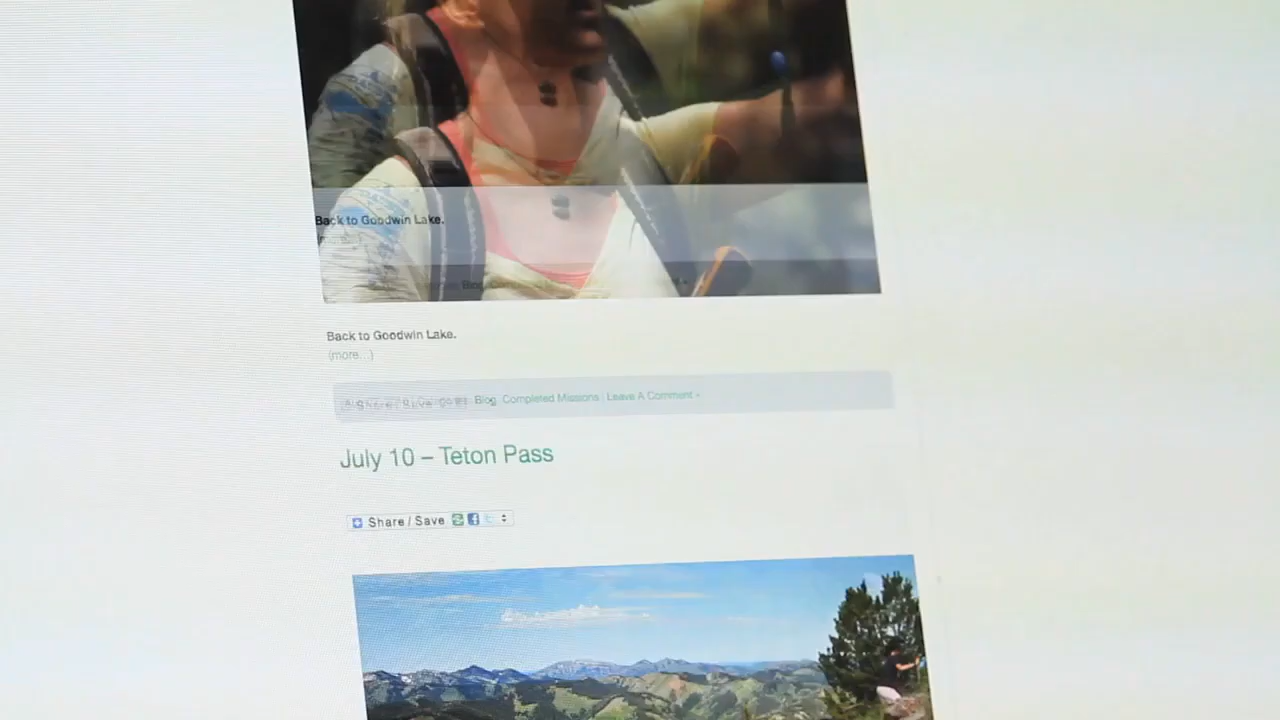 Back to Goodwin Lake.
Back to Goodwin Lake.
(more...)
Blog, Completed Missions | Leave A Comment »
July 10 – Teton Pass
Share / Save